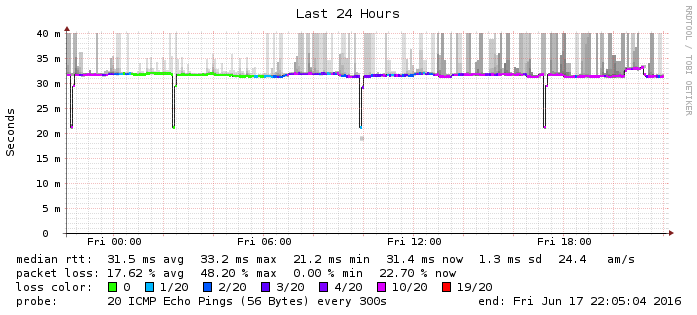 Last 24 Hours
RRDTOOL / TOBI OETIKER
Seconds
40 m
35 m
30 m
25 m
20 m
15 m
10 m
5 m
0
Fri 00:00 Fri 06:00 Fri 12:00 Fri 18:00
median rtt: 31.5 ms avg 33.2 ms max 21.2 ms min 31.4 ms now 1.3 ms sd 24.4 am/s
packet loss: 17.62 % avg 48.20 % max 0.00 % min 22.70 % now
loss color: 0 1/20 2/20 3/20 4/20 10/20 19/20
probe: 20 ICMP Echo Pings (56 Bytes) every 300s end: Fri Jun 17 22:05:04 2016